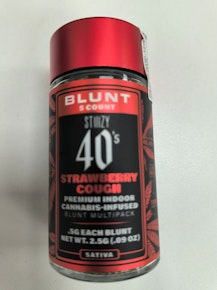 BLUNT
5 COUNT
STIIIZY
40's
STRAWBERRY
COUGH
PREMIUM INDOOR
CANNABIS-INFUSED
BLUNT MULTIPACK
.5G EACH BLUNT
NET WT. 2.5G (.09 OZ)
SATIVA